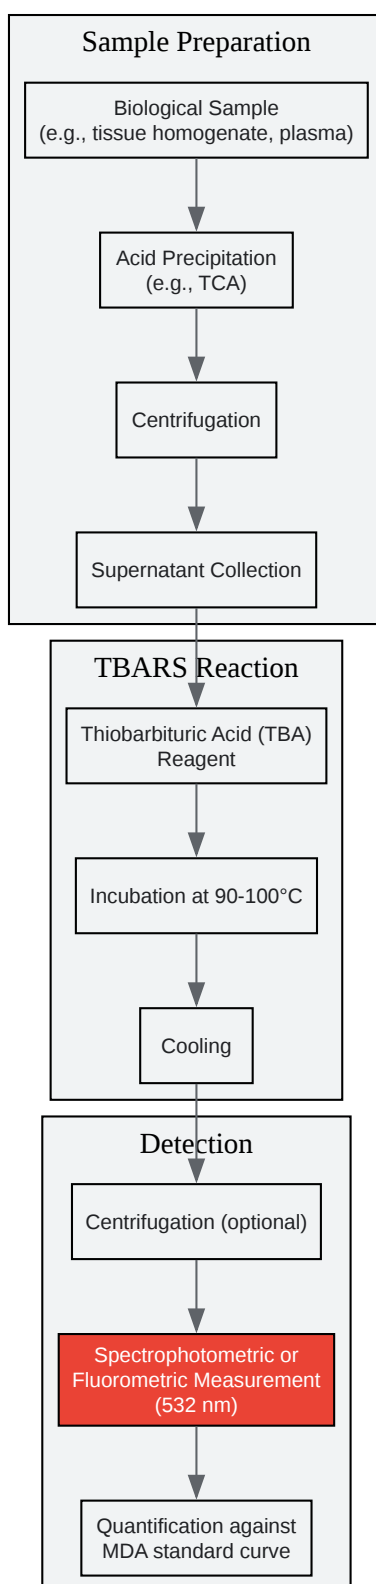 Sample Preparation
Biological Sample
(e.g., tissue homogenate, plasma)
Acid Precipitation
(e.g., TCA)
Centrifugation
Supernatant Collection
TBARS Reaction
Thiobarbituric Acid (TBA)
Reagent
Incubation at 90-100°C
Cooling
Detection
Centrifugation (optional)
Spectrophotometric or
Fluorometric Measurement
(532 nm)
Quantification against
MDA standard curve